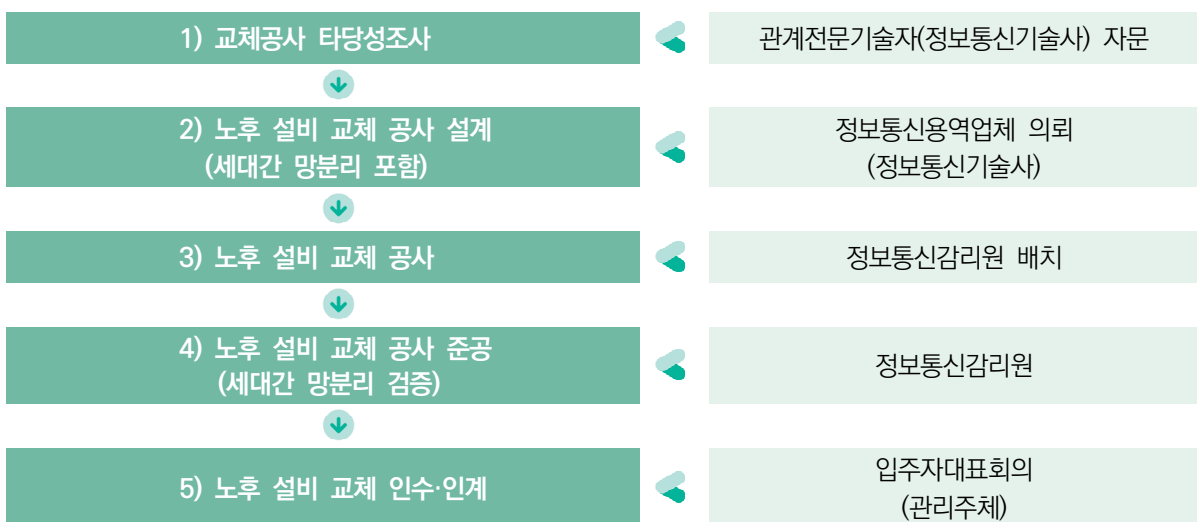 1) 교체공사 타당성조사
관계전문기술자(정보통신기술사) 자문
2) 노후 설비 교체 공사 설계
(세대간 망분리 포함)
정보통신용역업체 의뢰
(정보통신기술사)
3) 노후 설비 교체 공사
정보통신감리원 배치
4) 노후 설비 교체 공사 준공
(세대간 망분리 검증)
정보통신감리원
5) 노후 설비 교체 인수·인계
입주자대표회의
(관리주체)